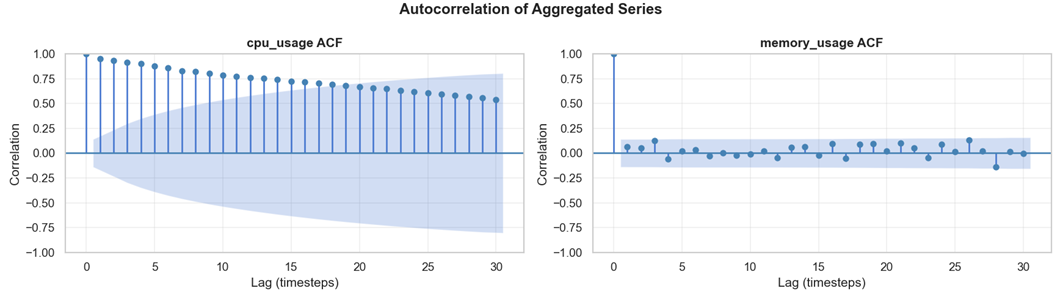 Autocorrelation of Aggregated Series
cpu_usage ACF
1.00
0.75
0.50
0.25
0.00
−0.25
−0.50
−0.75
−1.00
Correlation
0 5 10 15 20 25 30
Lag (timesteps)
memory_usage ACF
1.00
0.75
0.50
0.25
0.00
−0.25
−0.50
−0.75
−1.00
Correlation
0 5 10 15 20 25 30
Lag (timesteps)